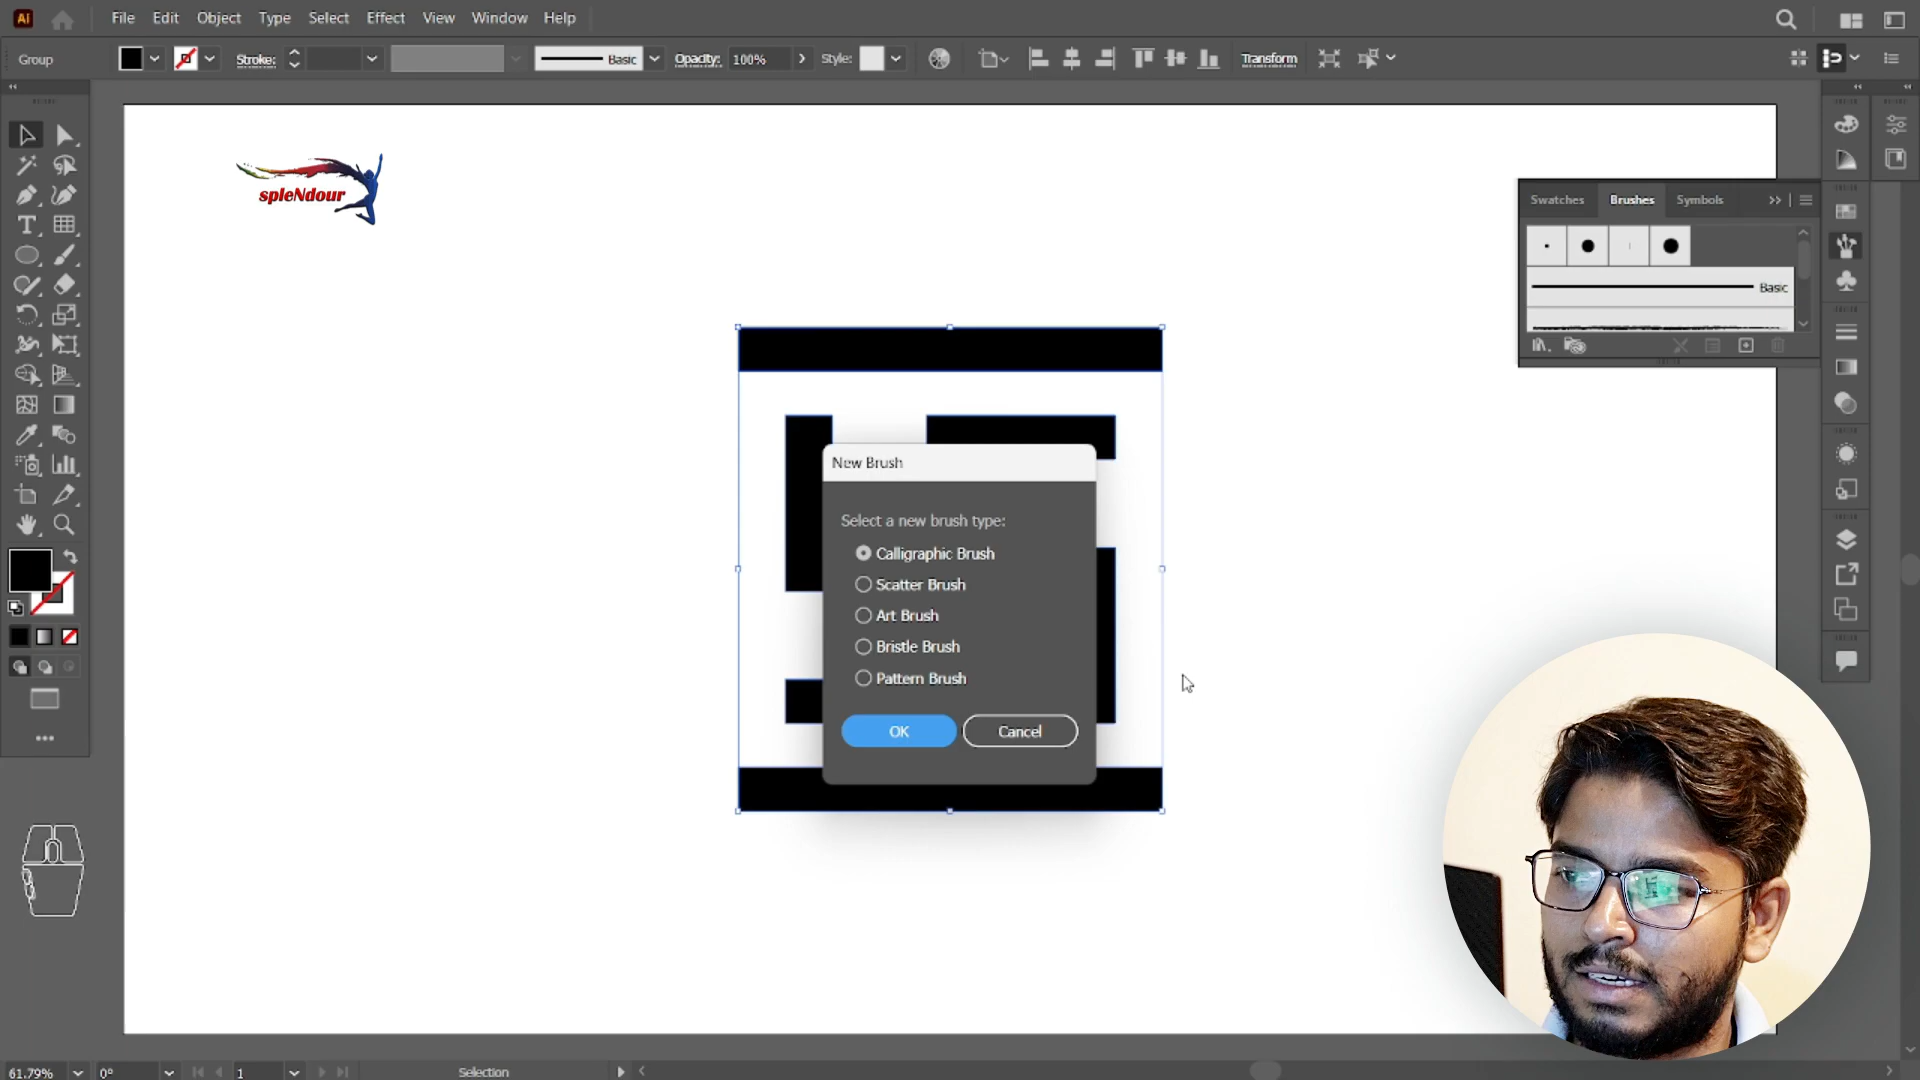 Ai File Edit Object Type Select Effect View Window Help
Group Stroke: Basic Opacity: 100% Style: Transform
spleNdour
Swatches Brushes Symbols
Basic
New Brush
Select a new brush type:
Calligraphic Brush
Scatter Brush
Art Brush
Bristle Brush
Pattern Brush
OK Cancel
61.79% 0° 1 Selection